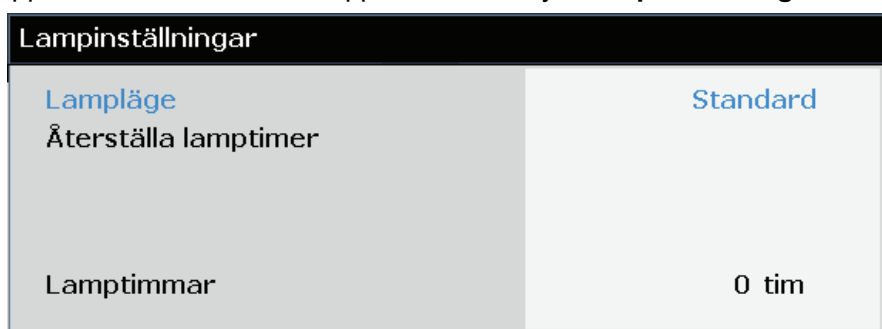 Lampinställningar
Lampläge Standard
Återställa lamptimer
Lamptimmar 0 tim